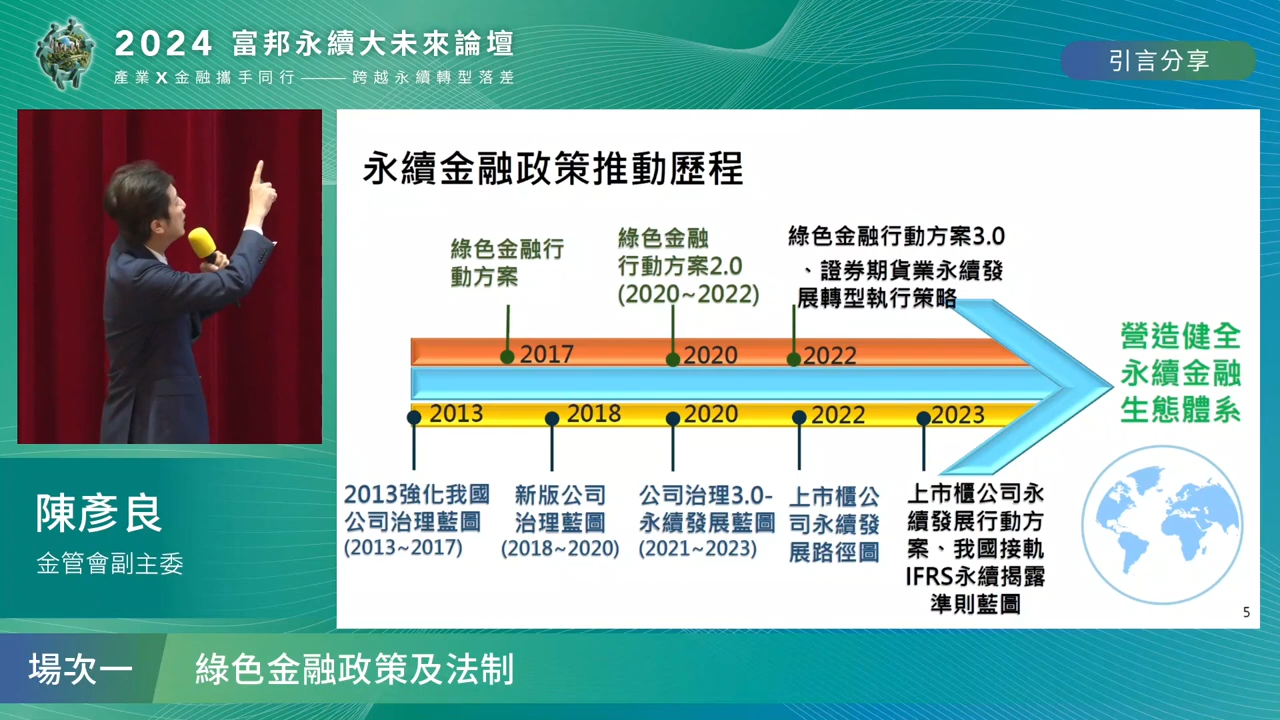 2024 富邦永續大未來論壇
產業X金融攜手同行——跨越永續轉型落差
引言分享
永續金融政策推動歷程
綠色金融行
動方案
綠色金融
行動方案2.0
(2020~2022)
綠色金融行動方案3.0
、證券期貨業永續發
展轉型執行策略
2017
2020
2022
2013
2018
2020
2022
2023
營造健全
永續金融
生態體系
2013強化我國
公司治理藍圖
(2013~2017)
新版公司
治理藍圖
(2018~2020)
公司治理3.0-
永續發展藍圖
(2021~2023)
上市櫃公
司永續發
展路徑圖
上市櫃公司永
續發展行動方
案、我國接軌
IFRS永續揭露
準則藍圖
5
陳彥良
金管會副主委
場次一
綠色金融政策及法制